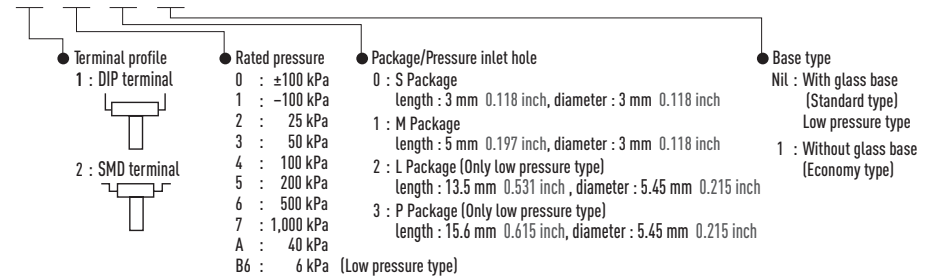 ● Terminal profile
1 : DIP terminal
2 : SMD terminal
● Rated pressure
0 : ±100 kPa
1 : –100 kPa
2 : 25 kPa
3 : 50 kPa
4 : 100 kPa
5 : 200 kPa
6 : 500 kPa
7 : 1,000 kPa
A : 40 kPa
B6 : 6 kPa (Low pressure type)
● Package/Pressure inlet hole
0 : S Package
length : 3 mm 0.118 inch, diameter : 3 mm 0.118 inch
1 : M Package
length : 5 mm 0.197 inch, diameter : 3 mm 0.118 inch
2 : L Package (Only low pressure type)
length : 13.5 mm 0.531 inch , diameter : 5.45 mm 0.215 inch
3 : P Package (Only low pressure type)
length : 15.6 mm 0.615 inch, diameter : 5.45 mm 0.215 inch
● Base type
Nil : With glass base
(Standard type)
Low pressure type
1 : Without glass base
(Economy type)